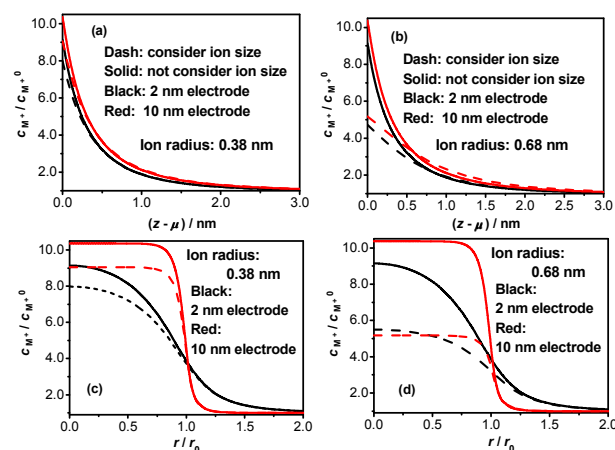 (a)
Dash: consider ion size
Solid: not consider ion size
Black: 2 nm electrode
Red: 10 nm electrode
Ion radius: 0.38 nm
c_M+ / c_M+^0
10.0
8.0
6.0
4.0
2.0
0.0 1.0 2.0 3.0
(z - μ) / nm
(b)
Dash: consider ion size
Solid: not consider ion size
Black: 2 nm electrode
Red: 10 nm electrode
Ion radius: 0.68 nm
c_M+ / c_M+^0
10.0
8.0
6.0
4.0
2.0
0.0 0.5 1.0 1.5 2.0 2.5 3.0
(z - μ) / nm
Ion radius:
0.38 nm
Black:
2 nm electrode
Red:
10 nm electrode
(c)
c_M+ / c_M+^0
10.0
8.0
6.0
4.0
2.0
0.0 0.5 1.0 1.5 2.0
r / r_0
Ion radius:
0.68 nm
Black:
2 nm electrode
Red:
10 nm electrode
(d)
c_M+ / c_M+^0
10.0
8.0
6.0
4.0
2.0
0.0 0.5 1.0 1.5 2.0
r / r_0